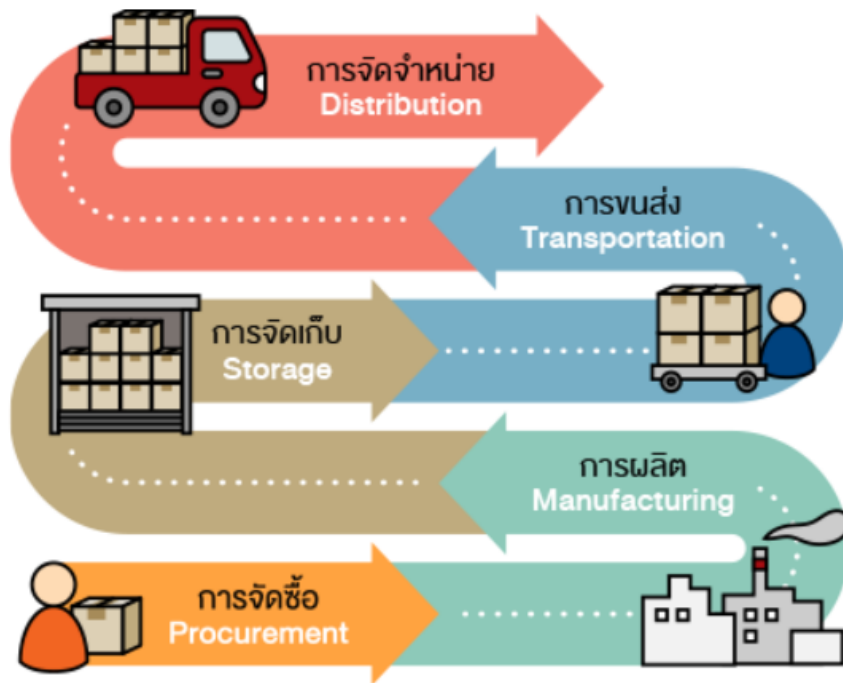 การจัดจำหน่าย
Distribution
การขนส่ง
Transportation
การจัดเก็บ
Storage
การผลิต
Manufacturing
การจัดซื้อ
Procurement